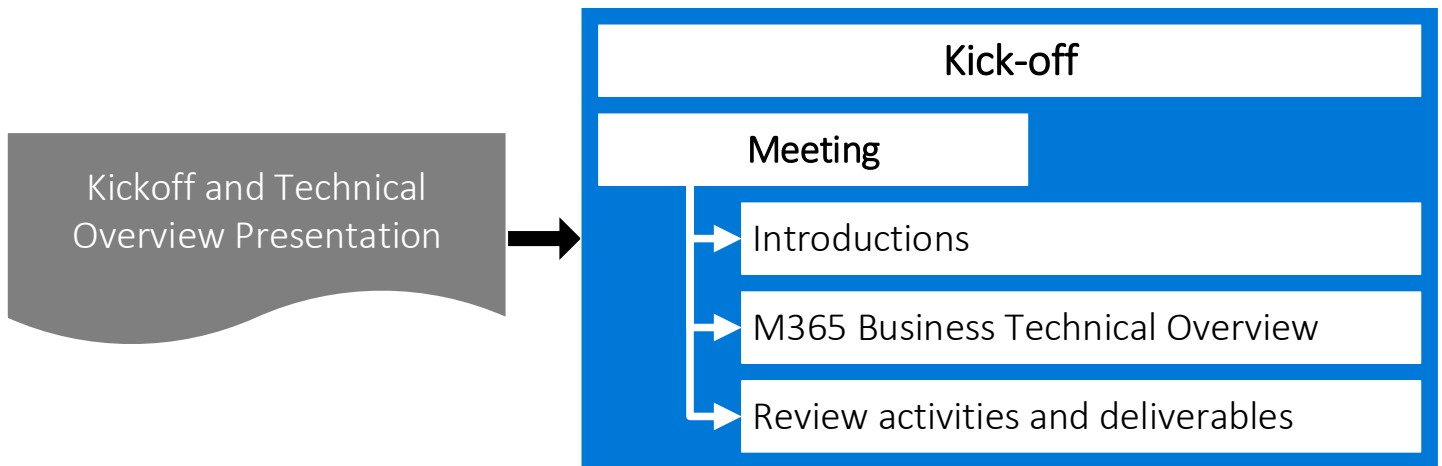 Kickoff and Technical
Overview Presentation
Kick-off
Meeting
Introductions
M365 Business Technical Overview
Review activities and deliverables